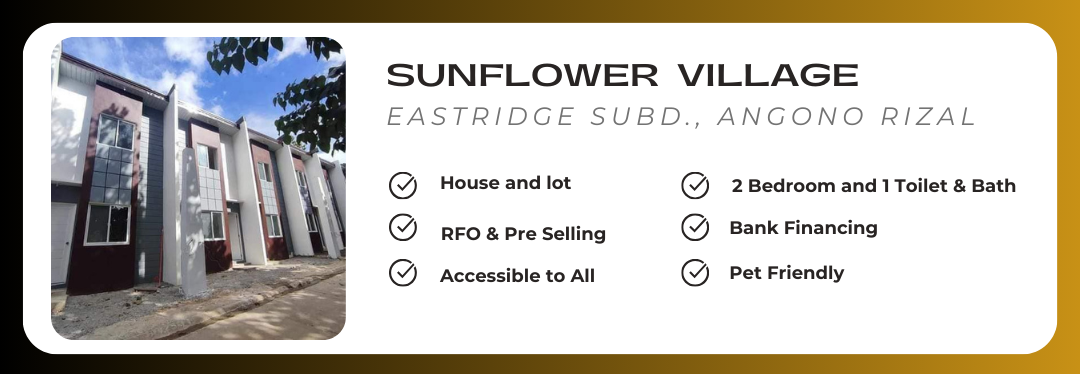 SUNFLOWER VILLAGE
EASTRIDGE SUBD., ANGONO RIZAL
House and lot
RFO & Pre Selling
Accessible to All
2 Bedroom and 1 Toilet & Bath
Bank Financing
Pet Friendly